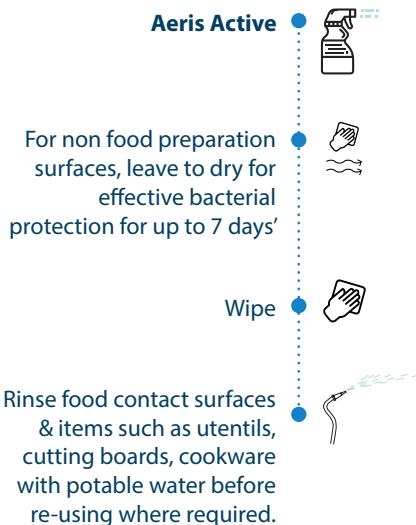 Aeris Active
For non food preparation
surfaces, leave to dry for
effective bacterial
protection for up to 7 days'
Wipe
Rinse food contact surfaces
& items such as utentils,
cutting boards, cookware
with potable water before
re-using where required.